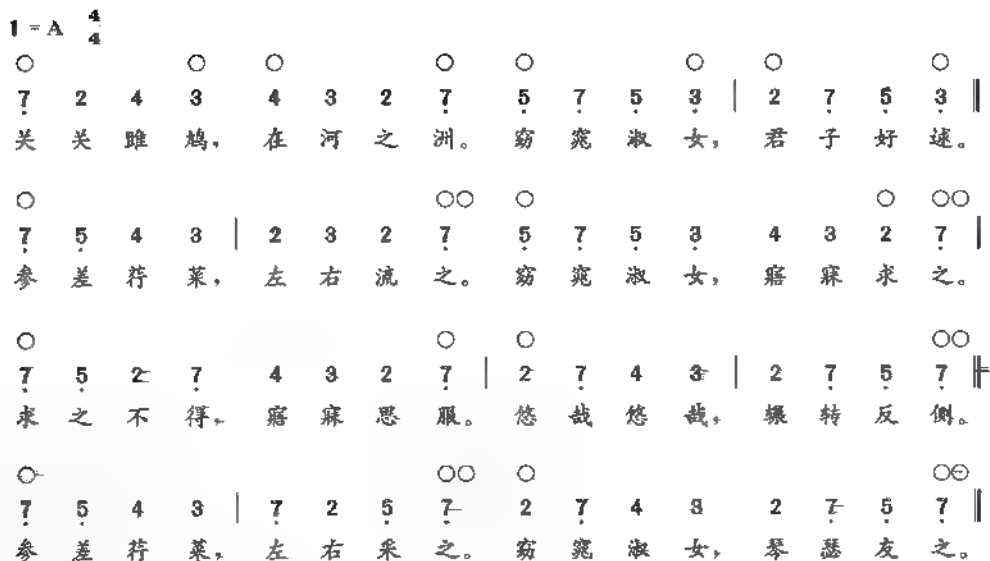 1 = A 4/4
○ ○ ○ ○ ○ ○ ○ ○
7̣ 2 4 3 4 3 2 7̣ 5̣ 7̣ 5̣ 3̣ | 2 7̣ 5̣ 3̣ ‖
关关雎鸠，在河之洲。窈窕淑女，君子好逑。
○ ○○ ○ ○ ○○
7̣ 5̣ 4 3 | 2 3 2 7̣ 5̣ 7̣ 5̣ 3̣ 4 3 2 7̣ |
参差荇菜，左右流之。窈窕淑女，寤寐求之。
○ ○ ○ ○○
7̣ 5̣ 2 7̣ 4 3 2 7̣ | 2 7̣ 4 3 | 2 7̣ 5̣ 7̣ ‖
求之不得，寤寐思服。悠哉悠哉，辗转反侧。
○ ○○ ○ ○○
7̣ 5̣ 4 3 | 7̣ 2 5̣ 7̣ 2 7̣ 4 3 2 7̣ 5̣ 7̣ ‖
参差荇菜，左右采之。窈窕淑女，琴瑟友之。